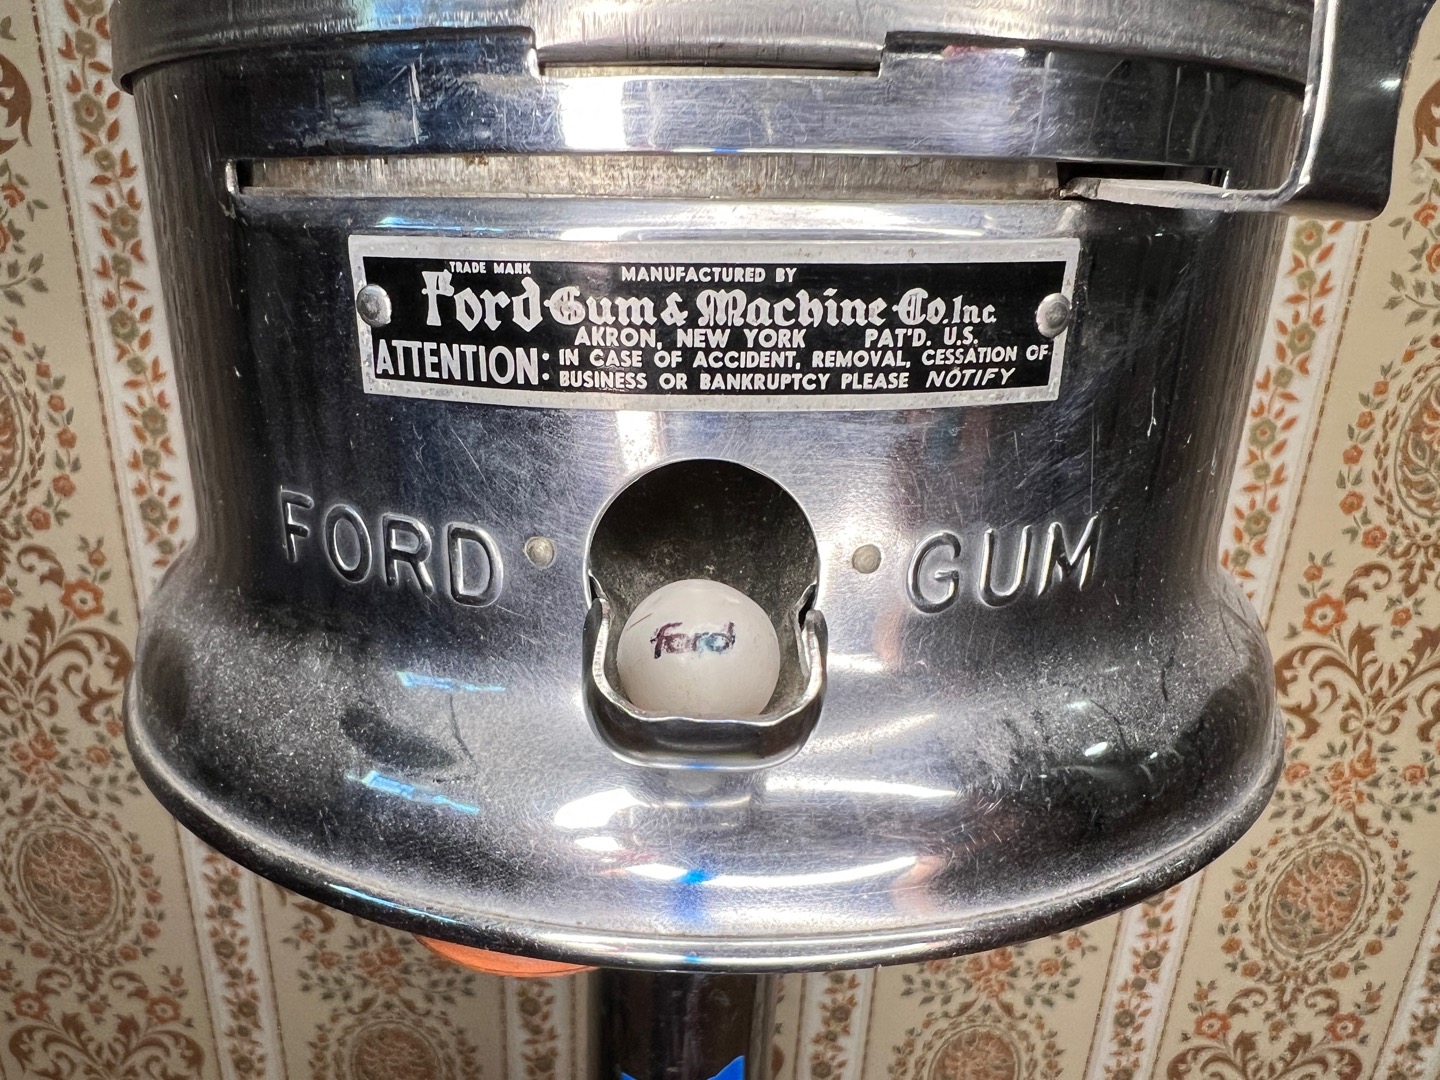 TRADE MARK MANUFACTURED BY
Ford Gum & Machine Co. Inc.
AKRON, NEW YORK PAT'D. U.S.
ATTENTION: IN CASE OF ACCIDENT, REMOVAL, CESSATION OF
BUSINESS OR BANKRUPTCY PLEASE NOTIFY
FORD GUM
ford